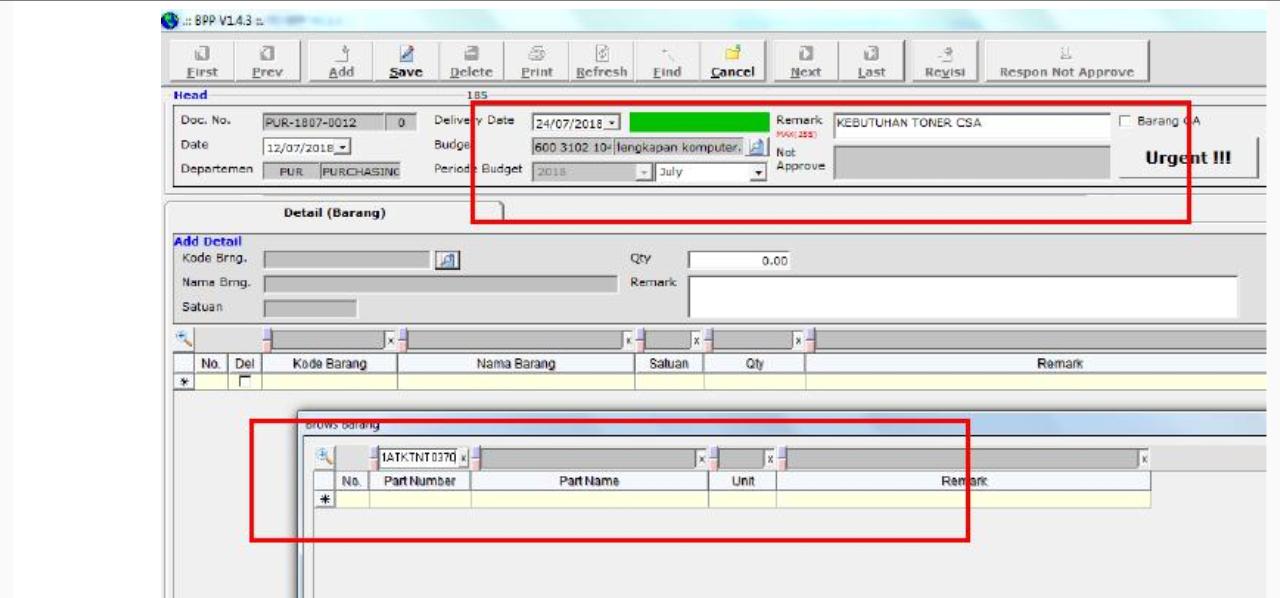 .:: BPP V1.4.3 ::.
First Prev Add Save Delete Print Refresh Find Cancel Next Last Revisi Respon Not Approve
Head 185
Doc. No. PUR-1807-0012 0 Delivery Date 24/07/2018 Remark KEBUTUHAN TONER CSA Barang GA
MAX(255)
Date 12/07/2018 Budge 600 3102 104 lengkapan komputer. Not Approve Urgent !!!
Departemen PUR PURCHASING Periode Budget 2018 July
Detail (Barang)
Add Detail
Kode Brng. Qty 0.00
Nama Brng. Remark
Satuan
x x x x
No. Del Kode Barang Nama Barang Satuan Qty Remark
*
Brows Barang
1ATKTNT0370 x x x x
No. Part Number Part Name Unit Remark
*